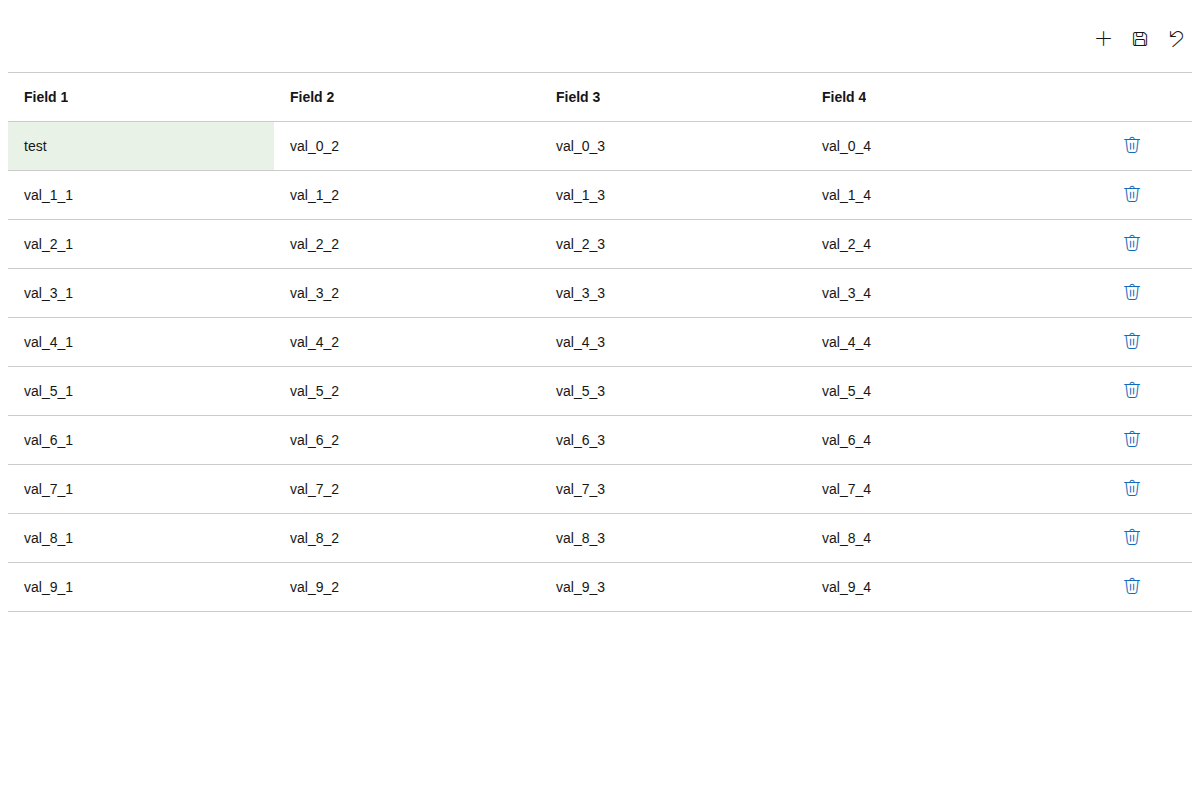 Field 1 Field 2 Field 3 Field 4
test val_0_2 val_0_3 val_0_4
val_1_1 val_1_2 val_1_3 val_1_4
val_2_1 val_2_2 val_2_3 val_2_4
val_3_1 val_3_2 val_3_3 val_3_4
val_4_1 val_4_2 val_4_3 val_4_4
val_5_1 val_5_2 val_5_3 val_5_4
val_6_1 val_6_2 val_6_3 val_6_4
val_7_1 val_7_2 val_7_3 val_7_4
val_8_1 val_8_2 val_8_3 val_8_4
val_9_1 val_9_2 val_9_3 val_9_4